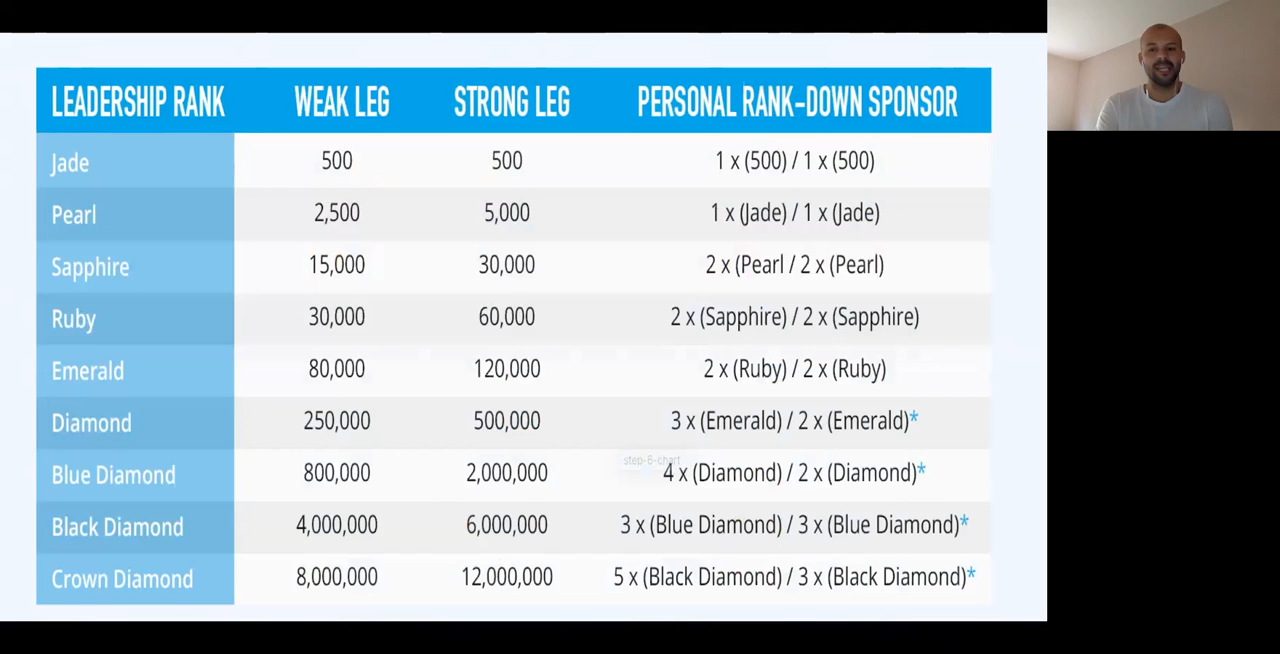 LEADERSHIP RANK WEAK LEG STRONG LEG PERSONAL RANK-DOWN SPONSOR
Jade 500 500 1 x (500) / 1 x (500)
Pearl 2,500 5,000 1 x (Jade) / 1 x (Jade)
Sapphire 15,000 30,000 2 x (Pearl / 2 x (Pearl)
Ruby 30,000 60,000 2 x (Sapphire) / 2 x (Sapphire)
Emerald 80,000 120,000 2 x (Ruby) / 2 x (Ruby)
Diamond 250,000 500,000 3 x (Emerald) / 2 x (Emerald)*
step-6-chart
Blue Diamond 800,000 2,000,000 4 x (Diamond) / 2 x (Diamond)*
Black Diamond 4,000,000 6,000,000 3 x (Blue Diamond) / 3 x (Blue Diamond)*
Crown Diamond 8,000,000 12,000,000 5 x (Black Diamond) / 3 x (Black Diamond)*